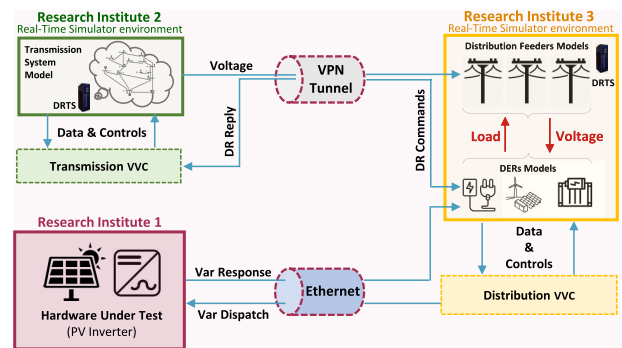 Research Institute 2
Real-Time Simulator environment
Transmission
System
Model
DRTS
Data & Controls
Transmission VVC
Voltage
VPN
Tunnel
DR Reply
DR Commands
Research Institute 3
Real-Time Simulator environment
Distribution Feeders Models
DRTS
Load
Voltage
DERs Models
Data
&
Controls
Distribution VVC
Research Institute 1
Hardware Under Test
(PV Inverter)
Var Response
Ethernet
Var Dispatch